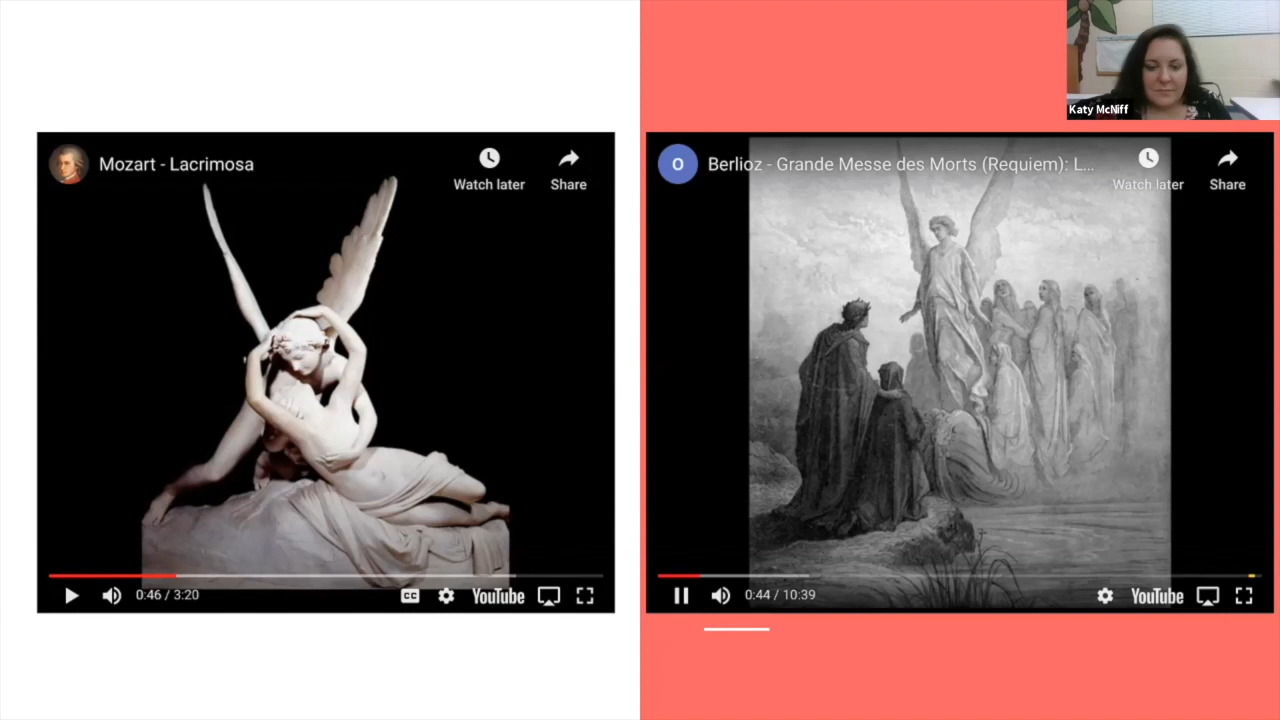 Katy McNiff
Mozart - Lacrimosa
Watch later
Share
CC
0:46 / 3:20
YouTube
O
Berlioz - Grande Messe des Morts (Requiem): L...
Watch later
Share
0:44 / 10:39
YouTube